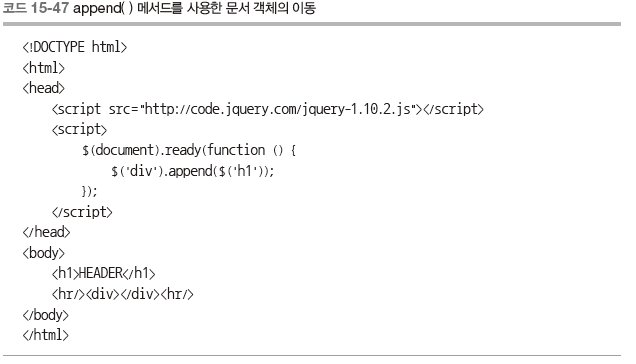 코드 15-47 append( ) 메서드를 사용한 문서 객체의 이동
<!DOCTYPE html>
<html>
<head>
    <script src="http://code.jquery.com/jquery-1.10.2.js"></script>
    <script>
        $(document).ready(function () {
            $('div').append($('h1'));
        });
    </script>
</head>
<body>
    <h1>HEADER</h1>
    <hr/><div></div><hr/>
</body>
</html>